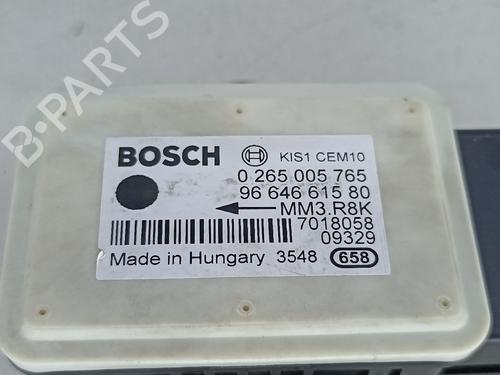 BOSCH KIS1 CEM10
0 265 005 765
96 646 615 80
MM3.R8K
7018058
09329
Made in Hungary 3548 658
B-PARTS